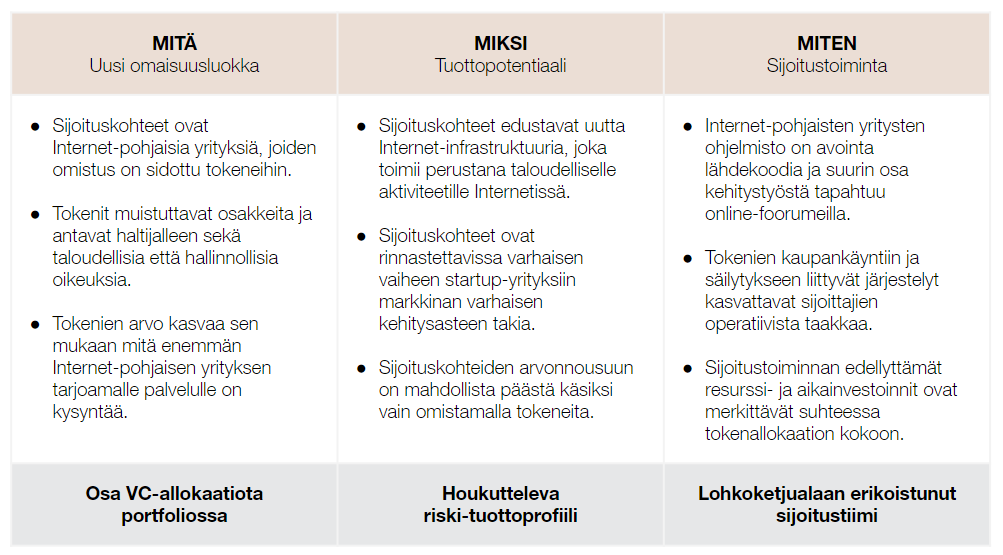 MITÄ
Uusi omaisuusluokka
● Sijoituskohteet ovat
Internet-pohjaisia yrityksiä, joiden
omistus on sidottu tokeneihin.
● Tokenit muistuttavat osakkeita ja
antavat haltijalleen sekä
taloudellisia että hallinnollisia
oikeuksia.
● Tokenien arvo kasvaa sen
mukaan mitä enemmän
Internet-pohjaisen yrityksen
tarjoamalle palvelulle on
kysyntää.
Osa VC-allokaatiota
portfoliossa
MIKSI
Tuottopotentiaali
● Sijoituskohteet edustavat uutta
Internet-infrastruktuuria, joka
toimii perustana taloudelliselle
aktiviteetille Internetissä.
● Sijoituskohteet ovat
rinnastettavissa varhaisen
vaiheen startup-yrityksiin
markkinan varhaisen
kehitysasteen takia.
● Sijoituskohteiden arvonnousuun
on mahdollista päästä käsiksi
vain omistamalla tokeneita.
Houkutteleva
riski-tuottoprofiili
MITEN
Sijoitustoiminta
● Internet-pohjaisten yritysten
ohjelmisto on avointa
lähdekoodia ja suurin osa
kehitystyöstä tapahtuu
online-foorumeilla.
● Tokenien kaupankäyntiin ja
säilytykseen liittyvät järjestelyt
kasvattavat sijoittajien
operatiivista taakkaa.
● Sijoitustoiminnan edellyttämät
resurssi- ja aikainvestoinnit ovat
merkittävät suhteessa
tokenallokaation kokoon.
Lohkoketjualaan erikoistunut
sijoitustiimi